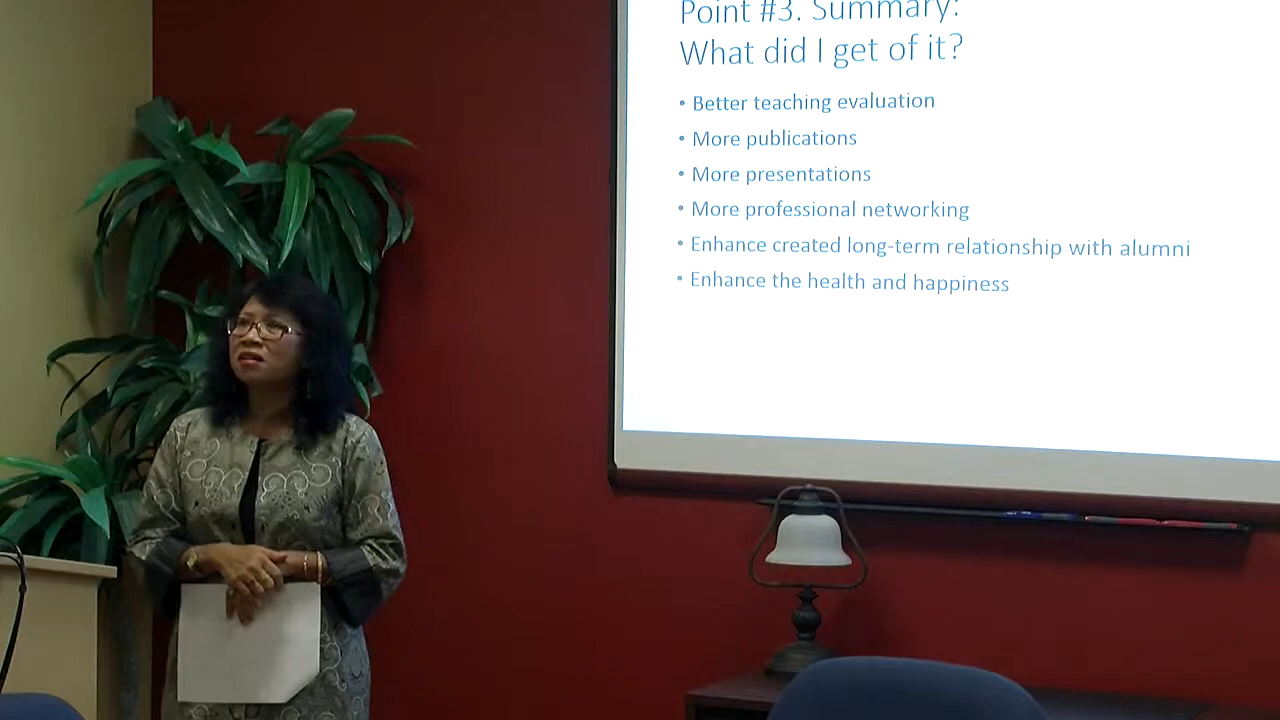 Point #3. Summary:
What did I get of it?
• Better teaching evaluation
• More publications
• More presentations
• More professional networking
• Enhance created long-term relationship with alumni
• Enhance the health and happiness